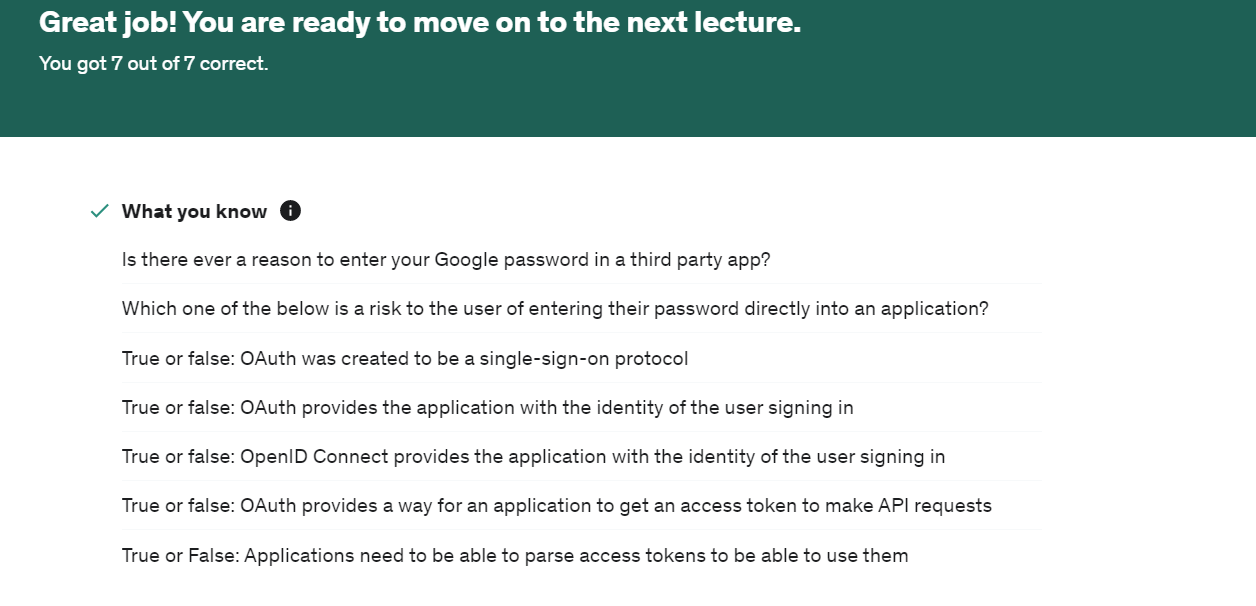 Great job! You are ready to move on to the next lecture.
You got 7 out of 7 correct.
What you know
Is there ever a reason to enter your Google password in a third party app?
Which one of the below is a risk to the user of entering their password directly into an application?
True or false: OAuth was created to be a single-sign-on protocol
True or false: OAuth provides the application with the identity of the user signing in
True or false: OpenID Connect provides the application with the identity of the user signing in
True or false: OAuth provides a way for an application to get an access token to make API requests
True or False: Applications need to be able to parse access tokens to be able to use them